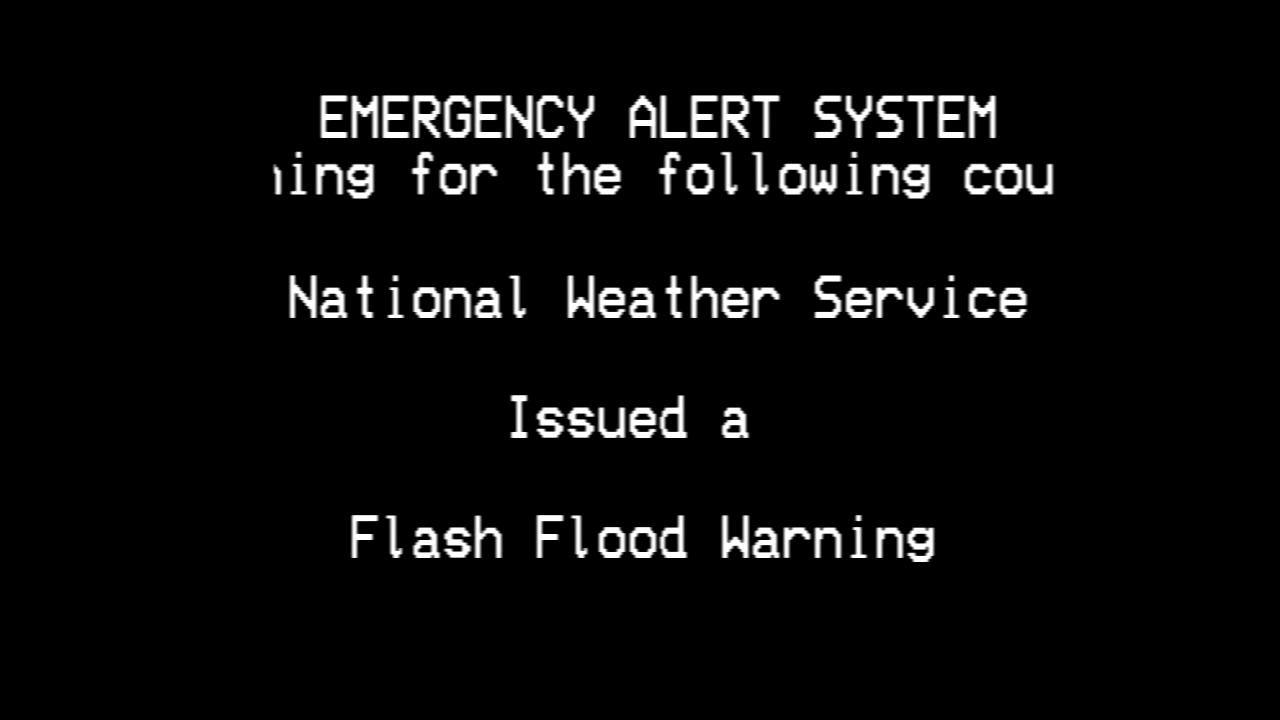 EMERGENCY ALERT SYSTEM
ing for the following cou
National Weather Service
Issued a
Flash Flood Warning